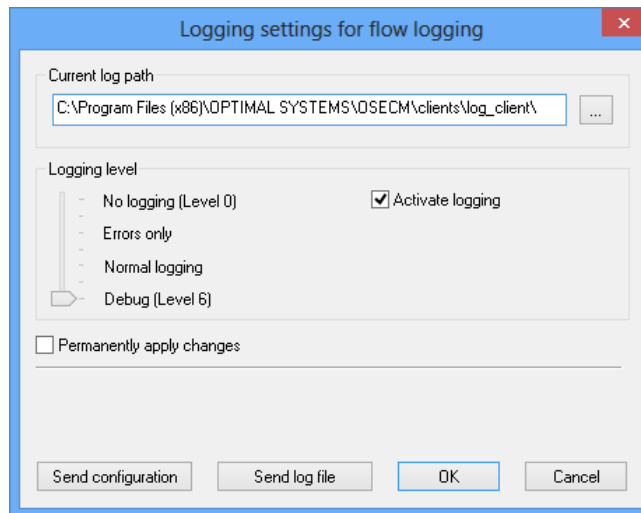 Logging settings for flow logging
Current log path
C:\Program Files (x86)\OPTIMAL SYSTEMS\OSECM\clients\log_client\
...
Logging level
No logging (Level 0)
Activate logging
Errors only
Normal logging
Debug (Level 6)
Permanently apply changes
Send configuration
Send log file
OK
Cancel